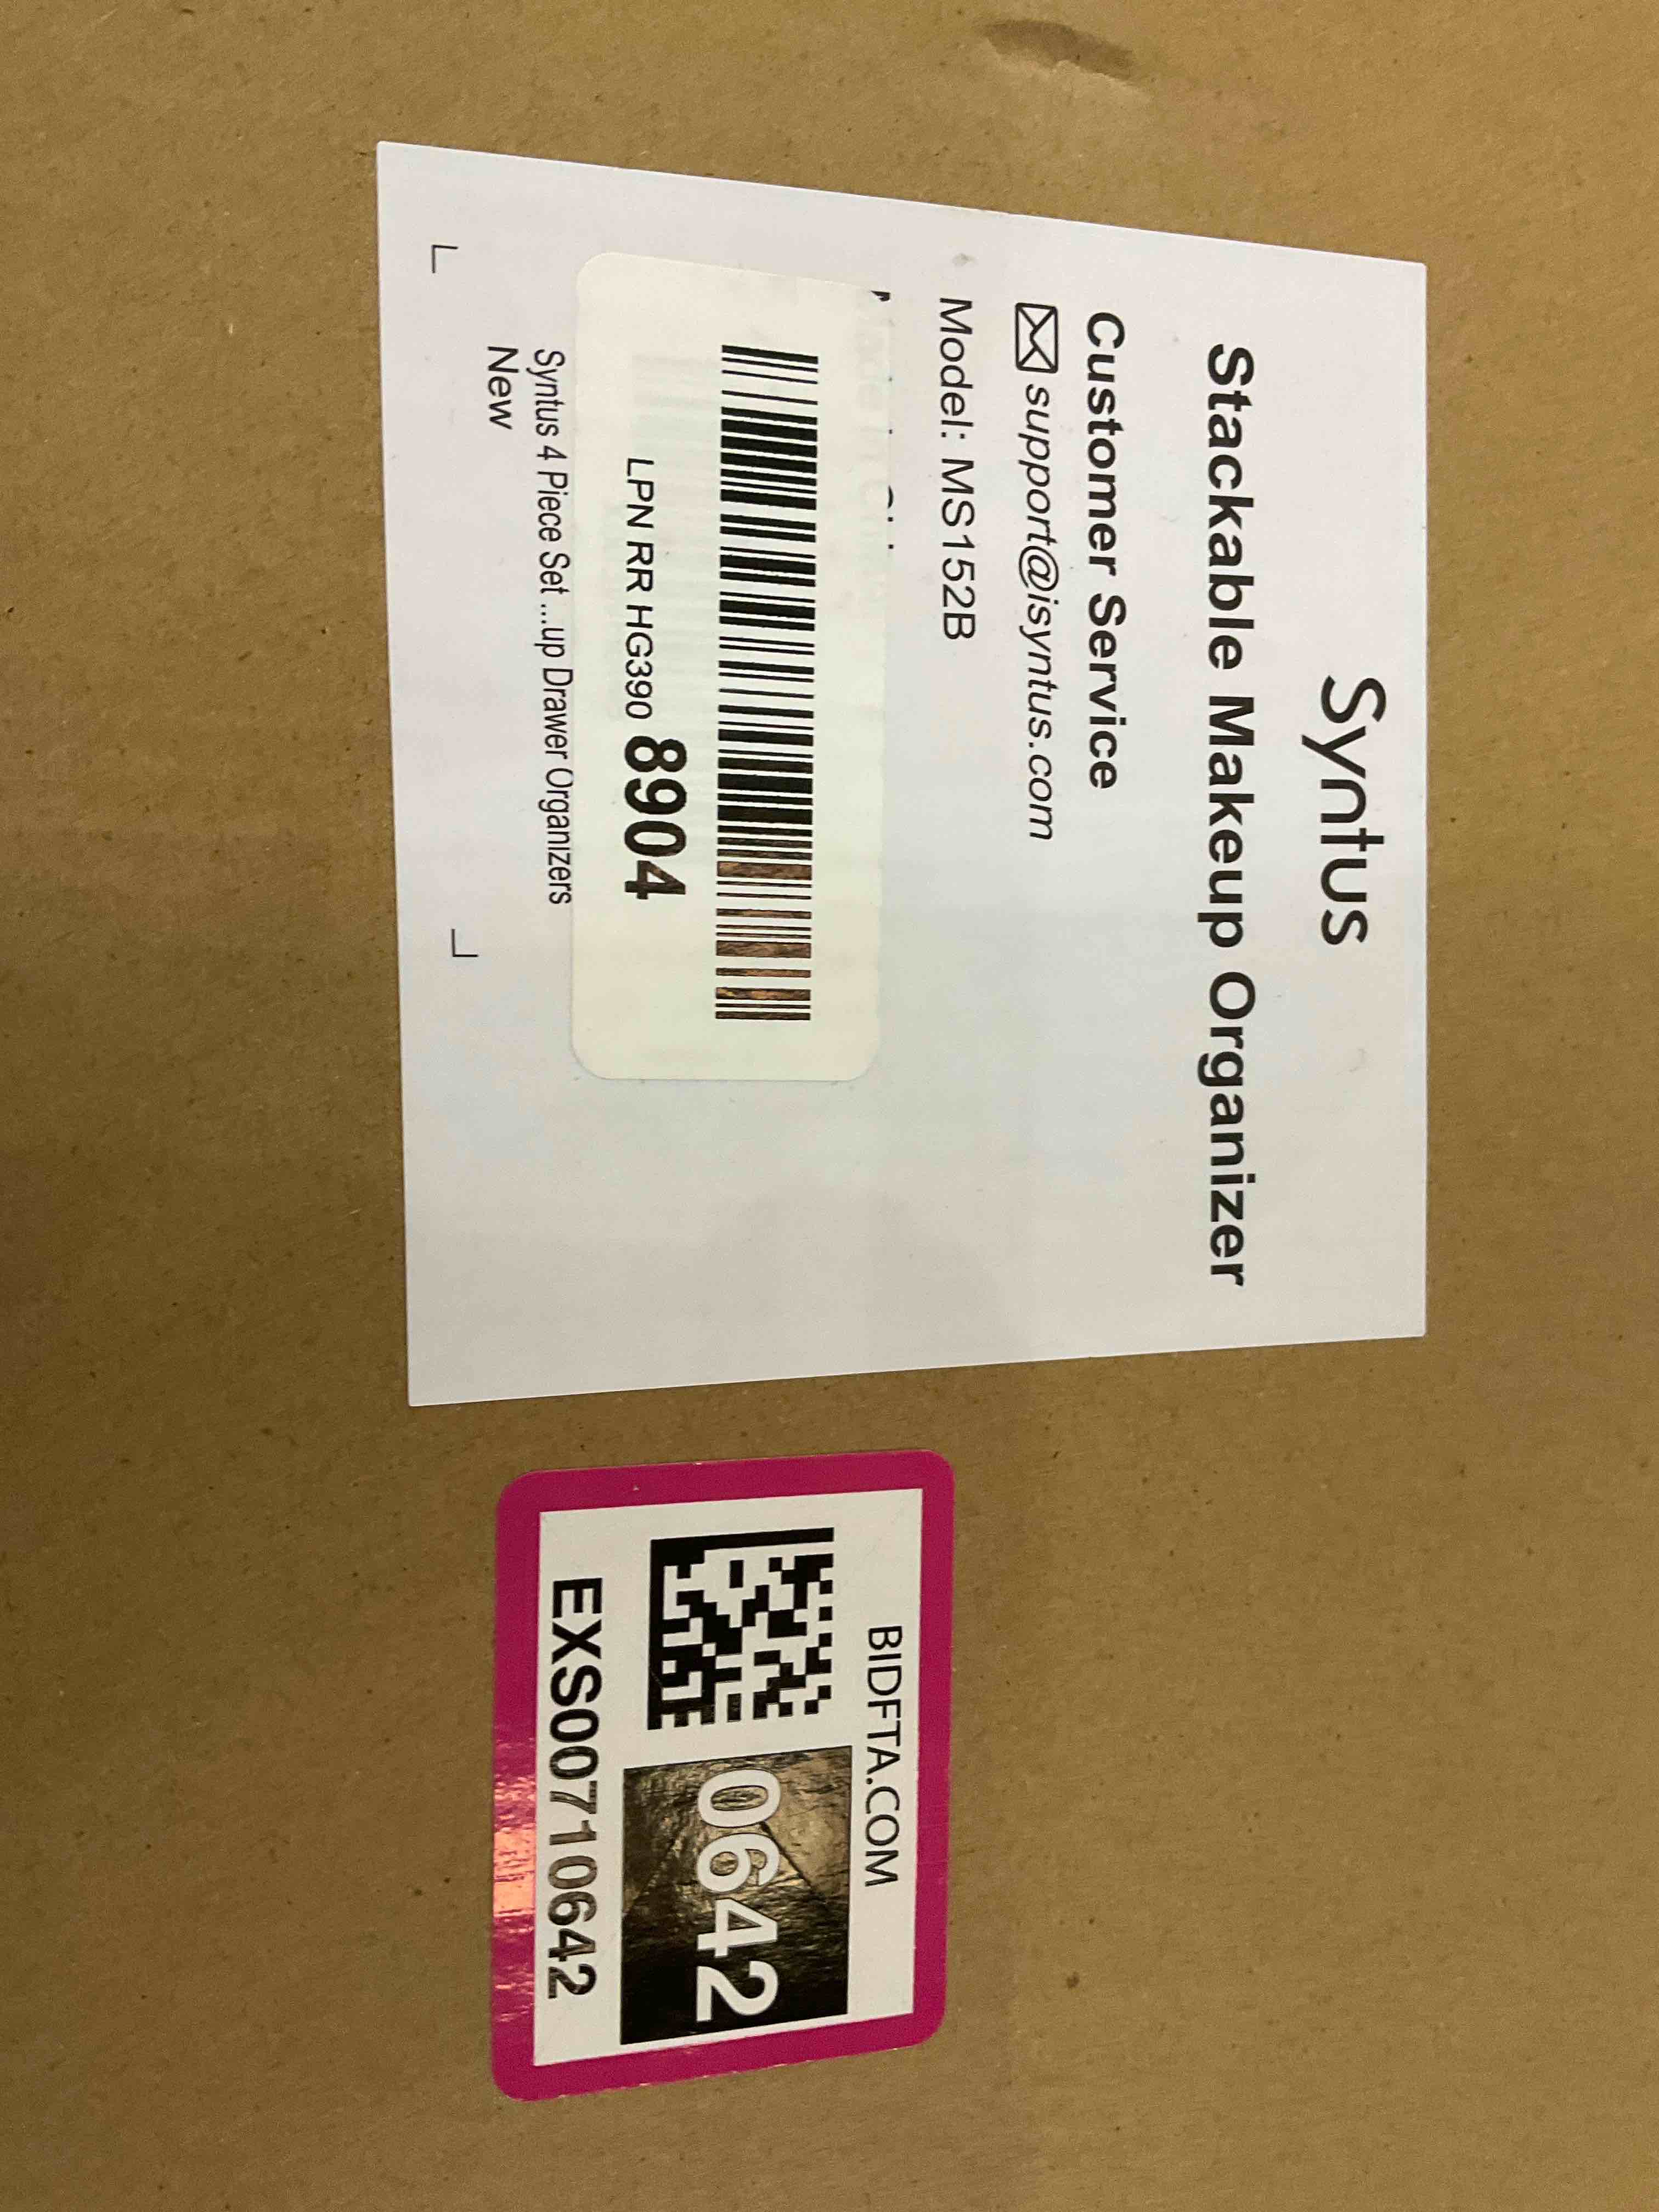 Syntus
Stackable Makeup Organizer
Customer Service
support@isyntus.com
Model: MS152B
LPN RR HG390 8904
Syntus 4 Piece Set ...up Drawer Organizers
New
BIDFTA.COM
0642
EXS00710642